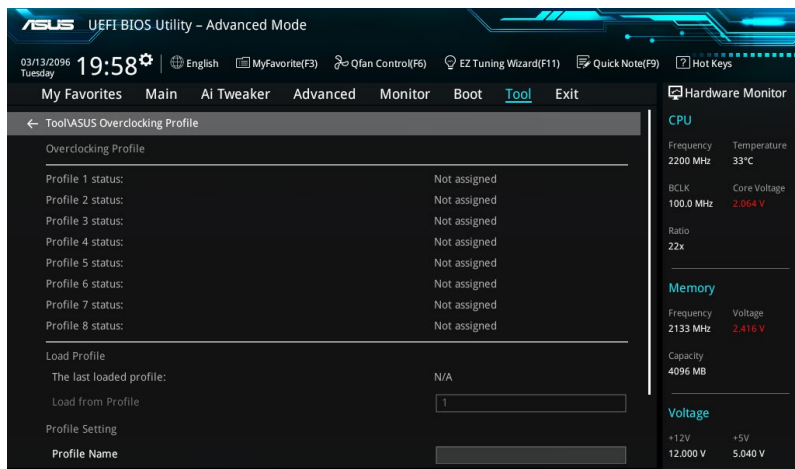 ASUS UEFI BIOS Utility – Advanced Mode
03/13/2096
Tuesday
19:58
English
MyFavorite(F3)
Qfan Control(F6)
EZ Tuning Wizard(F11)
Quick Note(F9)
? Hot Keys
My Favorites Main Ai Tweaker Advanced Monitor Boot Tool Exit
Hardware Monitor
← Tool\ASUS Overclocking Profile
Overclocking Profile
Profile 1 status: Not assigned
Profile 2 status: Not assigned
Profile 3 status: Not assigned
Profile 4 status: Not assigned
Profile 5 status: Not assigned
Profile 6 status: Not assigned
Profile 7 status: Not assigned
Profile 8 status: Not assigned
Load Profile
The last loaded profile: N/A
Load from Profile 1
Profile Setting
Profile Name
CPU
Frequency Temperature
2200 MHz 33°C
BCLK Core Voltage
100.0 MHz 2.064 V
Ratio
22x
Memory
Frequency Voltage
2133 MHz 2.416 V
Capacity
4096 MB
Voltage
+12V +5V
12.000 V 5.040 V